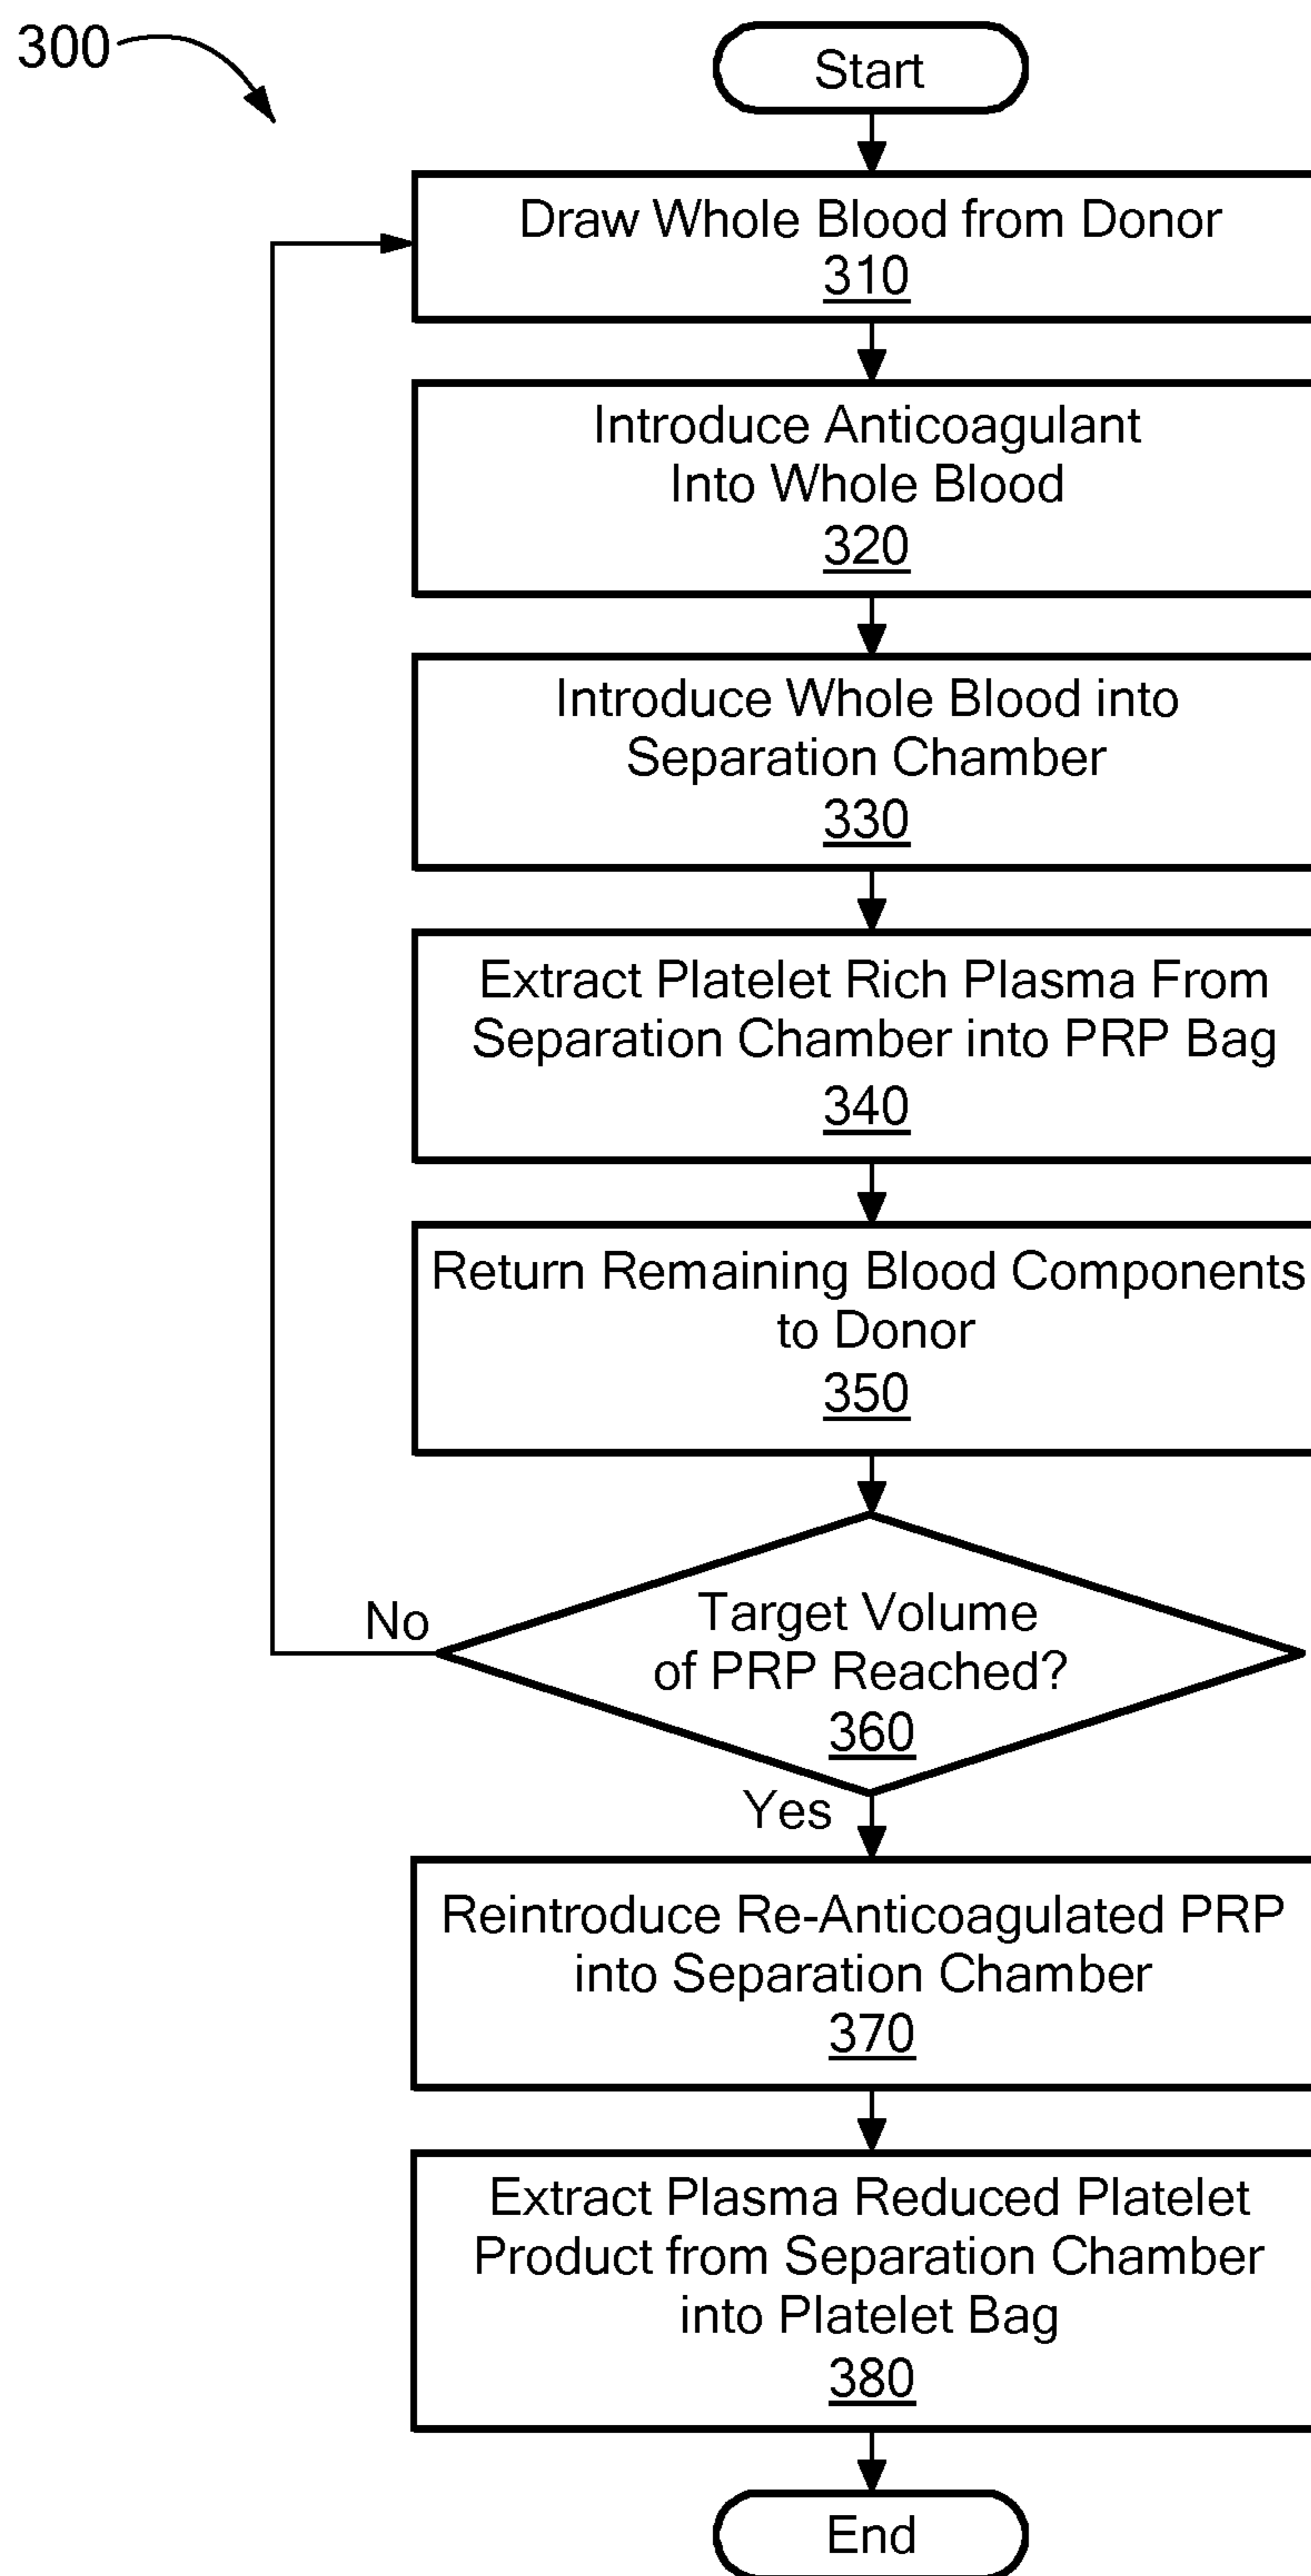 300
Start
Draw Whole Blood from Donor
310
Introduce Anticoagulant
Into Whole Blood
320
Introduce Whole Blood into
Separation Chamber
330
Extract Platelet Rich Plasma From
Separation Chamber into PRP Bag
340
Return Remaining Blood Components
to Donor
350
No
Target Volume
of PRP Reached?
360
Yes
Reintroduce Re-Anticoagulated PRP
into Separation Chamber
370
Extract Plasma Reduced Platelet
Product from Separation Chamber
into Platelet Bag
380
End